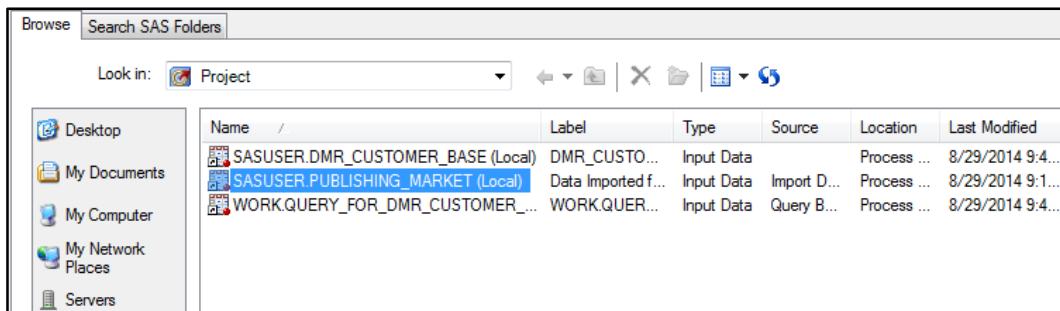 Browse Search SAS Folders
Look in: Project
Name Label Type Source Location Last Modified
SASUSER.DMR_CUSTOMER_BASE (Local) DMR_CUSTO... Input Data Process ... 8/29/2014 9:4...
SASUSER.PUBLISHING_MARKET (Local) Data Imported f... Input Data Import D... Process ... 8/29/2014 9:1...
WORK.QUERY_FOR_DMR_CUSTOMER_... WORK.QUER... Input Data Query B... Process ... 8/29/2014 9:4...
Desktop
My Documents
My Computer
My Network
Places
Servers